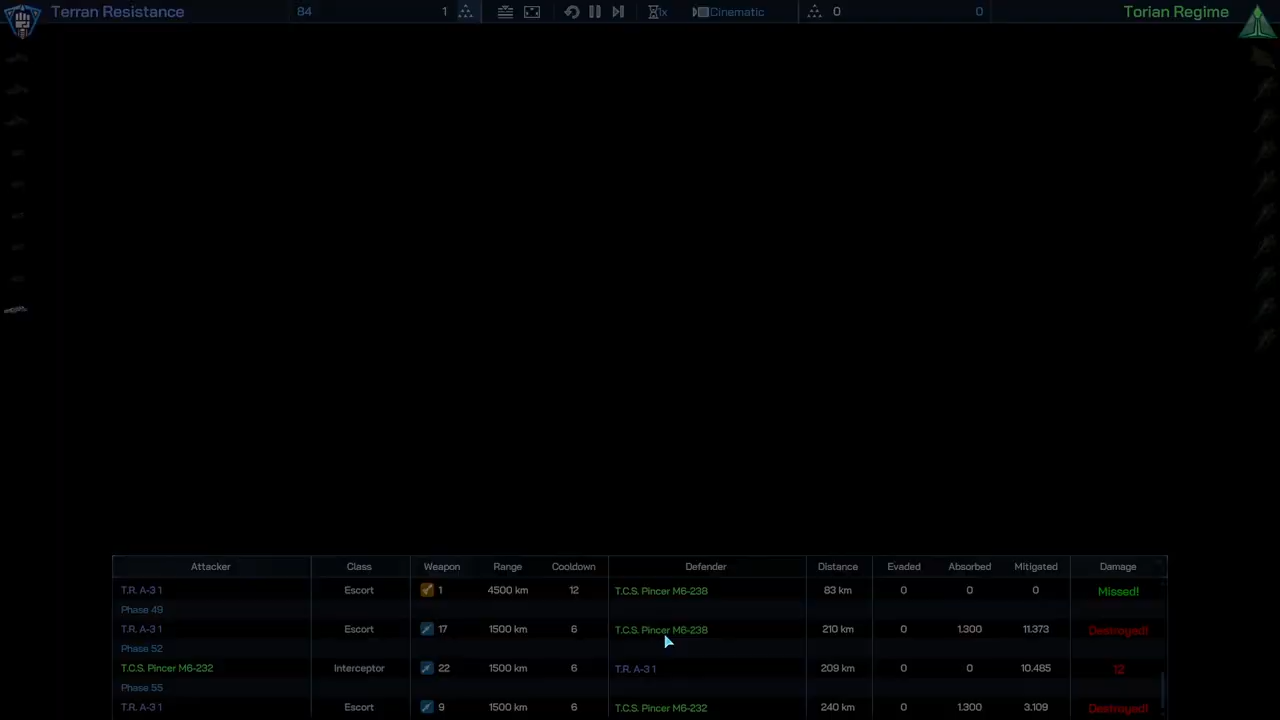 Terran Resistance 84 1 1x Cinematic 0 0 Torian Regime
Attacker Class Weapon Range Cooldown Defender Distance Evaded Absorbed Mitigated Damage
T.R. A-3 1 Escort 1 4500 km 12 T.C.S. Pincer M6-238 83 km 0 0 0 Missed!
Phase 49
T.R. A-3 1 Escort 17 1500 km 6 T.C.S. Pincer M6-238 210 km 0 1.300 11.373 Destroyed!
Phase 52
T.C.S. Pincer M6-232 Interceptor 22 1500 km 6 T.R. A-3 1 209 km 0 0 10.485 12
Phase 55
T.R. A-3 1 Escort 9 1500 km 6 T.C.S. Pincer M6-232 240 km 0 1.300 3.109 Destroyed!